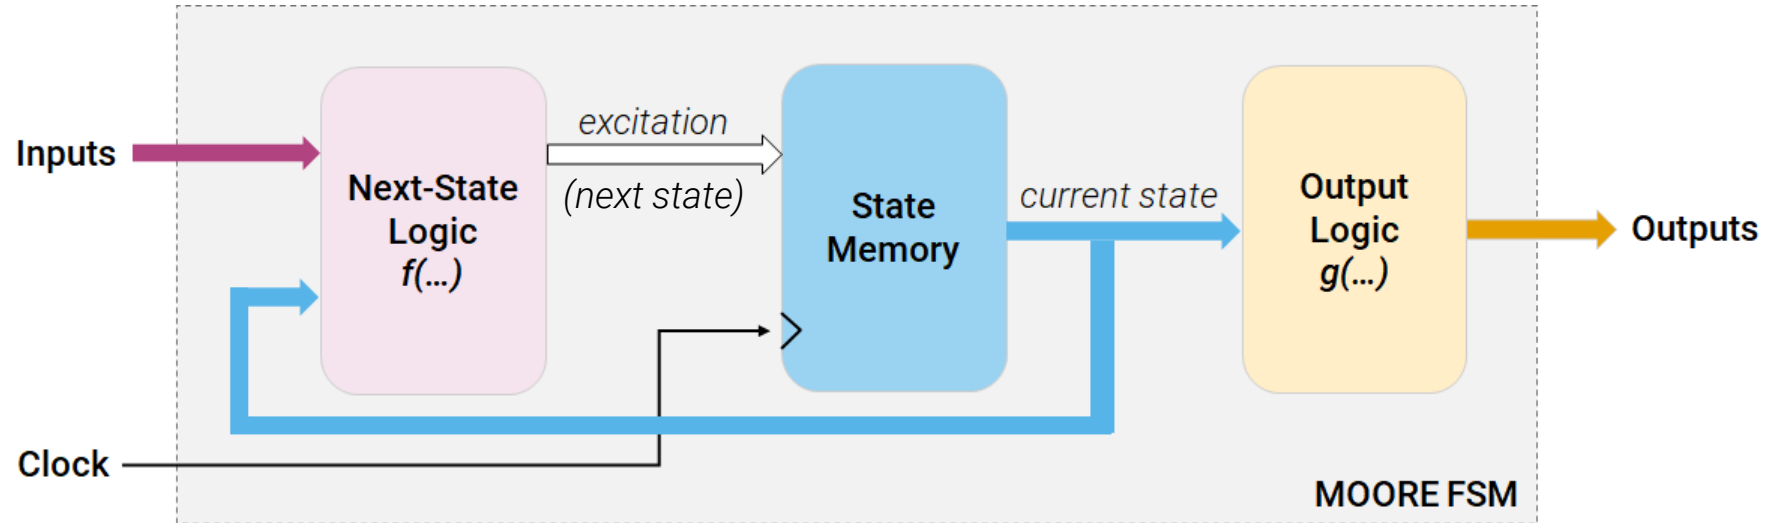 Inputs
Next-State
Logic
f(...)
excitation
(next state)
State
Memory
current state
Output
Logic
g(...)
Outputs
Clock
MOORE FSM